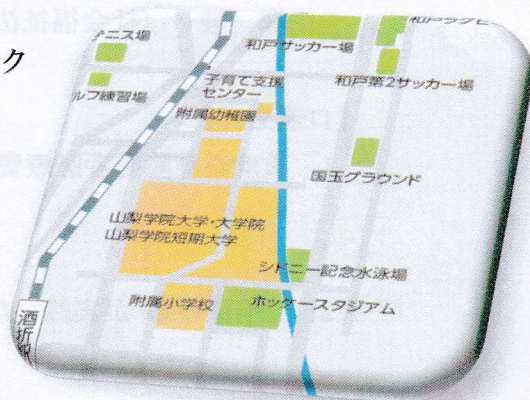 ク
テニス場
和戸サッカー場
和戸ラグビ
ルフ練習場
子育て支援
センター
和戸第2サッカー場
附属幼稚園
国玉グラウンド
山梨学院大学・大学院
山梨学院短期大学
シドニー記念水泳場
附属小学校
ホッケースタジアム
酒折